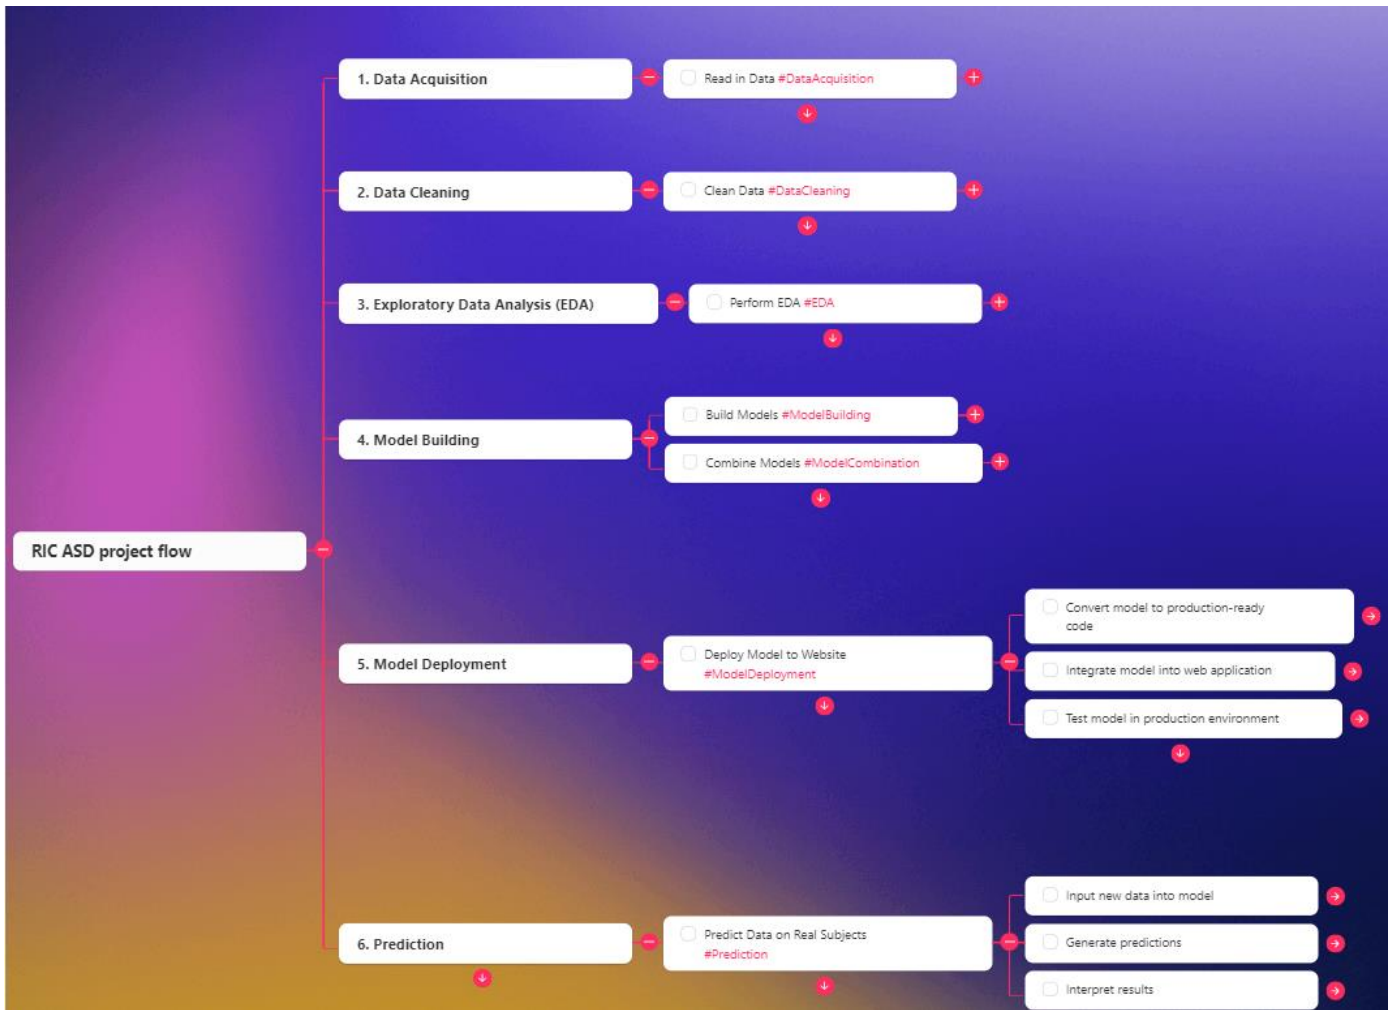 1. Data Acquisition
Read in Data #DataAcquisition
2. Data Cleaning
Clean Data #DataCleaning
3. Exploratory Data Analysis (EDA)
Perform EDA #EDA
4. Model Building
Build Models #ModelBuilding
Combine Models #ModelCombination
RIC ASD project flow
5. Model Deployment
Deploy Model to Website
#ModelDeployment
Convert model to production-ready
code
Integrate model into web application
Test model in production environment
6. Prediction
Predict Data on Real Subjects
#Prediction
Input new data into model
Generate predictions
Interpret results